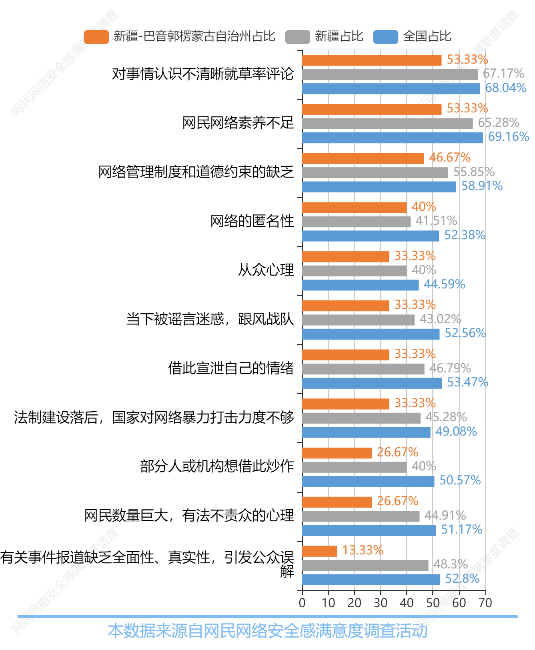 新疆-巴音郭楞蒙古自治州占比 新疆占比 全国占比
对事情认识不清晰就草率评论 53.33% 67.17% 68.04%
网民网络素养不足 53.33% 65.28% 69.16%
网络管理制度和道德约束的缺乏 46.67% 55.85% 58.91%
网络的匿名性 40% 41.51% 52.38%
从众心理 33.33% 40% 44.59%
当下被谣言迷惑，跟风战队 33.33% 43.02% 52.56%
借此宣泄自己的情绪 33.33% 46.79% 53.47%
法制建设落后，国家对网络暴力打击力度不够 33.33% 45.28% 49.08%
部分人或机构想借此炒作 26.67% 40% 50.57%
网民数量巨大，有法不责众的心理 26.67% 44.91% 51.17%
有关事件报道缺乏全面性、真实性，引发公众误
解 13.33% 48.3% 52.8%
0 10 20 30 40 50 60 70
本数据来源自网民网络安全感满意度调查活动